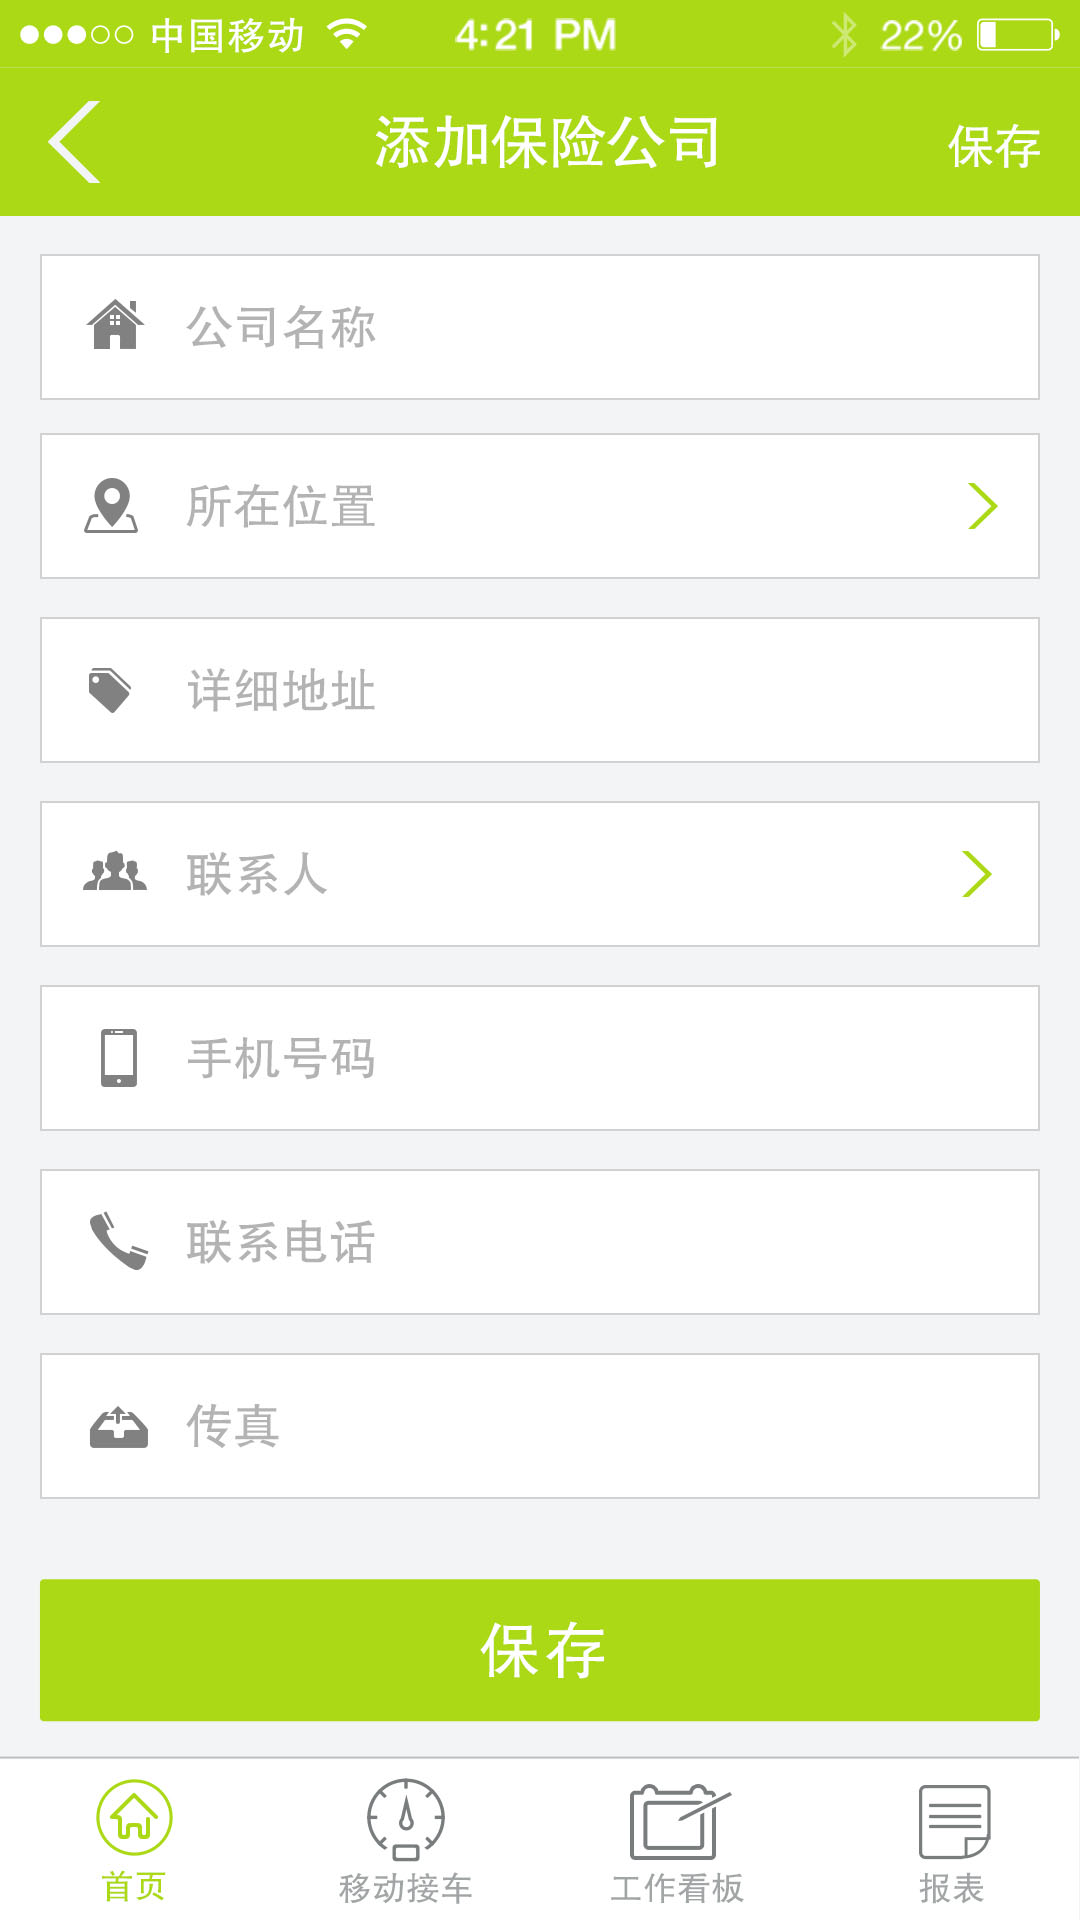 中国移动 4:21 PM 22%
添加保险公司 保存
公司名称
所在位置
详细地址
联系人
手机号码
联系电话
传真
保存
首页 移动接车 工作看板 报表